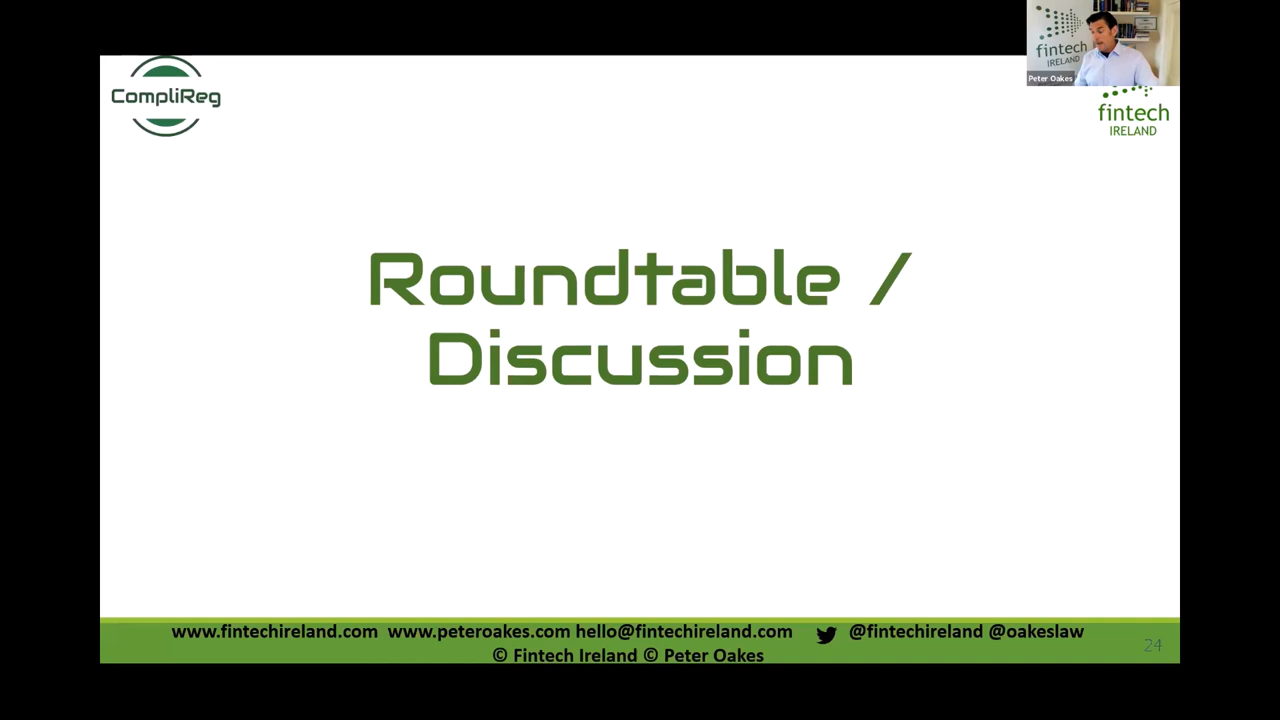 fintech
IRELAND
Peter Oakes
CompliReg
fintech
IRELAND
Roundtable /
Discussion
www.fintechireland.com www.peteroakes.com hello@fintechireland.com @fintechireland @oakeslaw
© Fintech Ireland © Peter Oakes
24